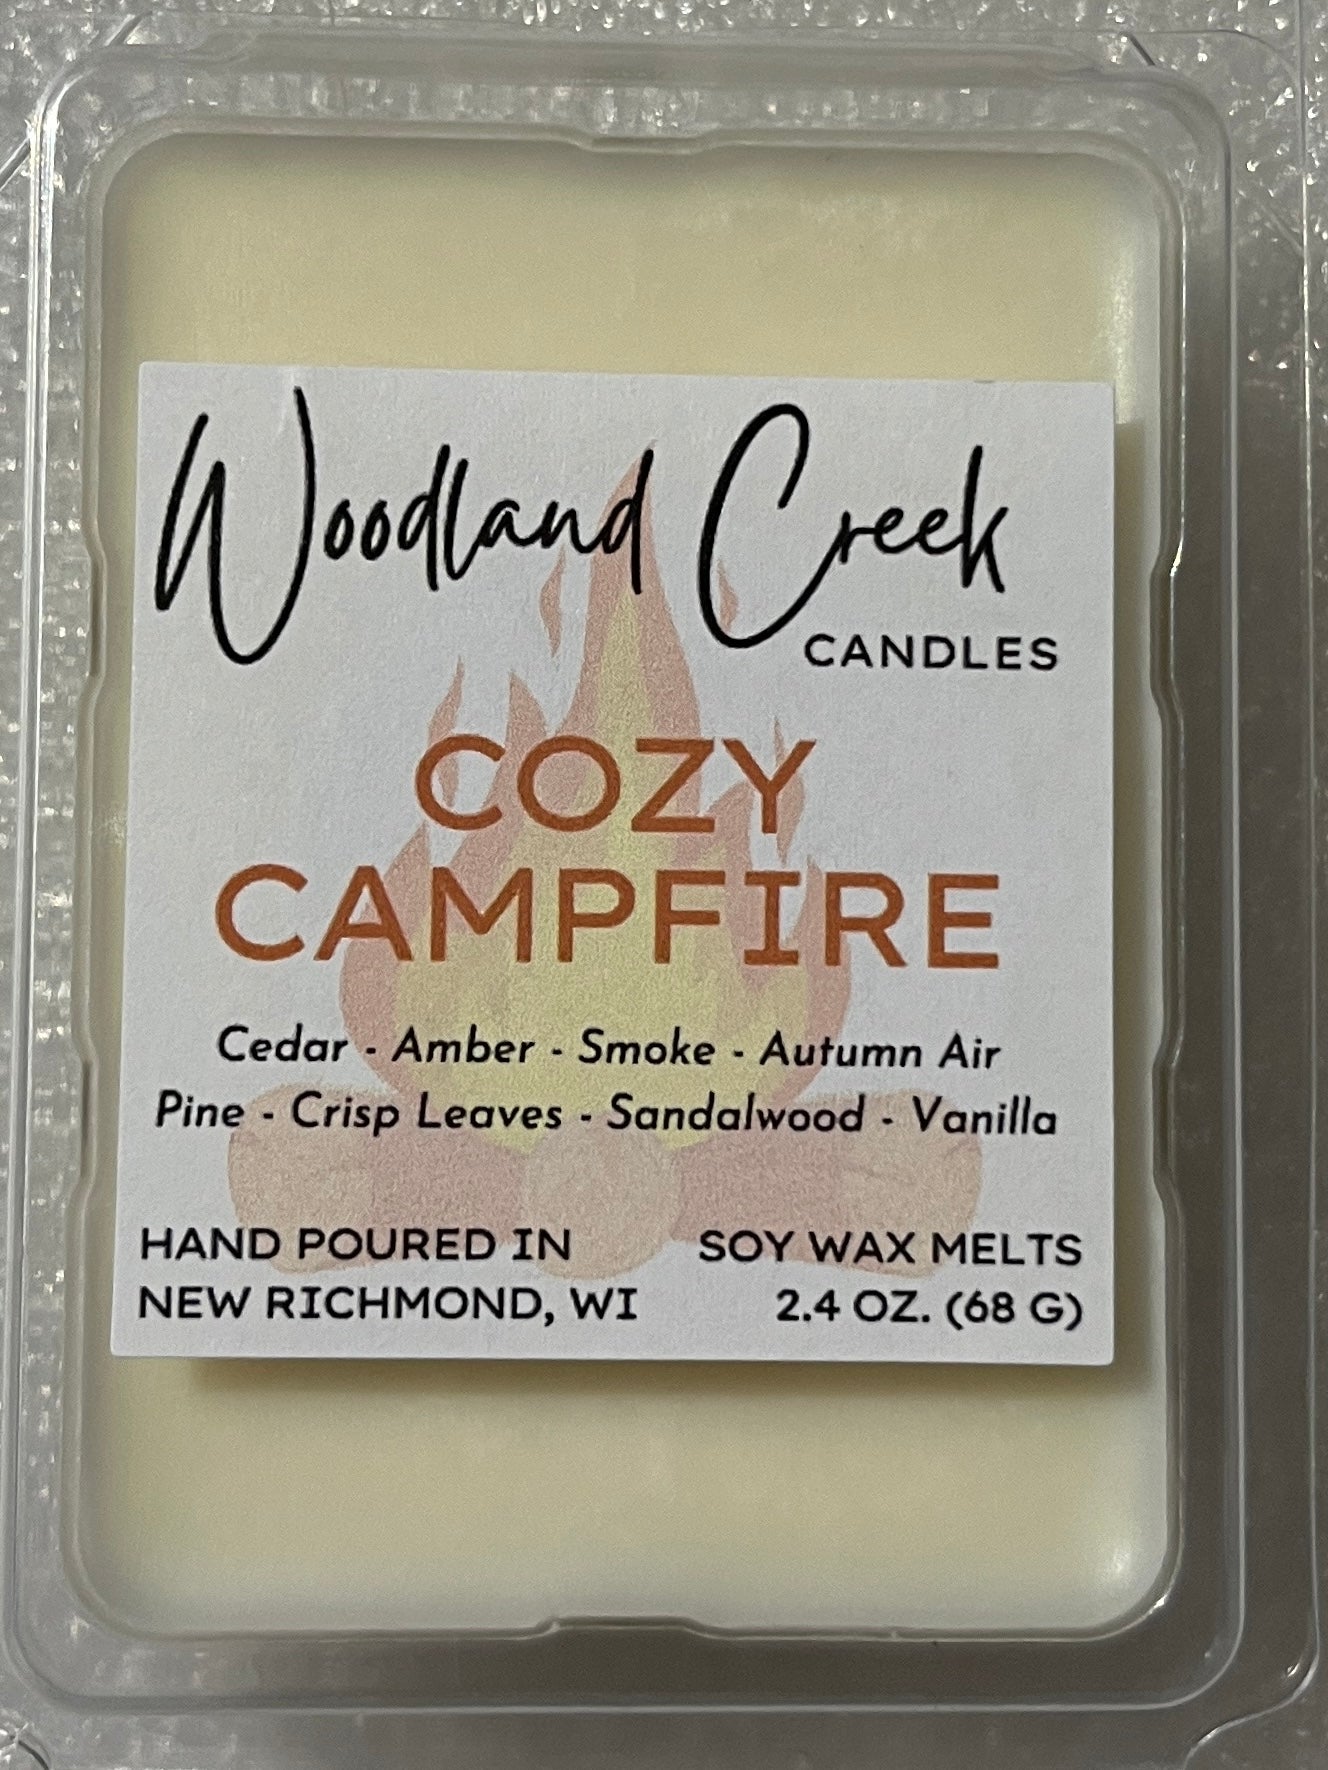 Woodland Creek
CANDLES
COZY
CAMPFIRE
Cedar - Amber - Smoke - Autumn Air
Pine - Crisp Leaves - Sandalwood - Vanilla
HAND POURED IN
NEW RICHMOND, WI
SOY WAX MELTS
2.4 OZ. (68 G)